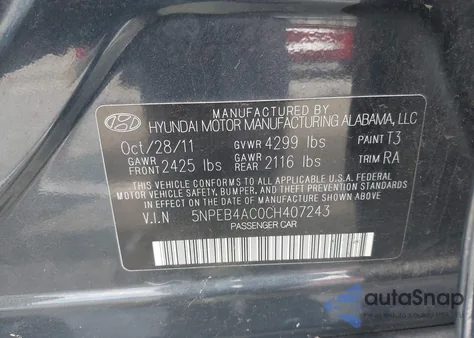 MANUFACTURED BY
HYUNDAI MOTOR MANUFACTURING ALABAMA, LLC
Oct/28/11 GVWR 4299 lbs PAINT T3
GAWR FRONT 2425 lbs GAWR REAR 2116 lbs TRIM RA
THIS VEHICLE CONFORMS TO ALL APPLICABLE U.S.A. FEDERAL
MOTOR VEHICLE SAFETY, BUMPER, AND THEFT PREVENTION STANDARDS
IN EFFECT ON THE DATE OF MANUFACTURE SHOWN ABOVE.
V.I.N 5NPEB4AC0CH407243
PASSENGER CAR
autoSnap